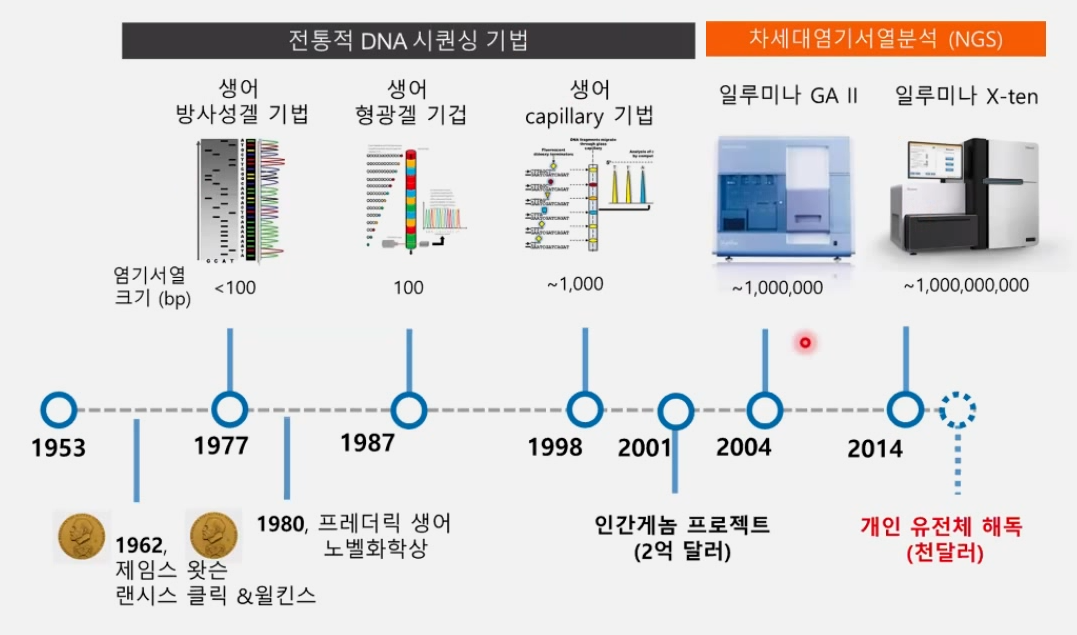 전통적 DNA 시퀀싱 기법
차세대염기서열분석 (NGS)
생어
방사성겔 기법
생어
형광겔 기겁
생어
capillary 기법
일루미나 GA II
일루미나 X-ten
DNA fragments migrate
through glass
capillary
G C A T
염기서열
크기 (bp)
<100
100
~1,000
~1,000,000
~1,000,000,000
1953
1977
1987
1998
2001
2004
2014
1962,
제임스 왓슨
랜시스 클릭 &윌킨스
1980, 프레더릭 생어
노벨화학상
인간게놈 프로젝트
(2억 달러)
개인 유전체 해독
(천달러)